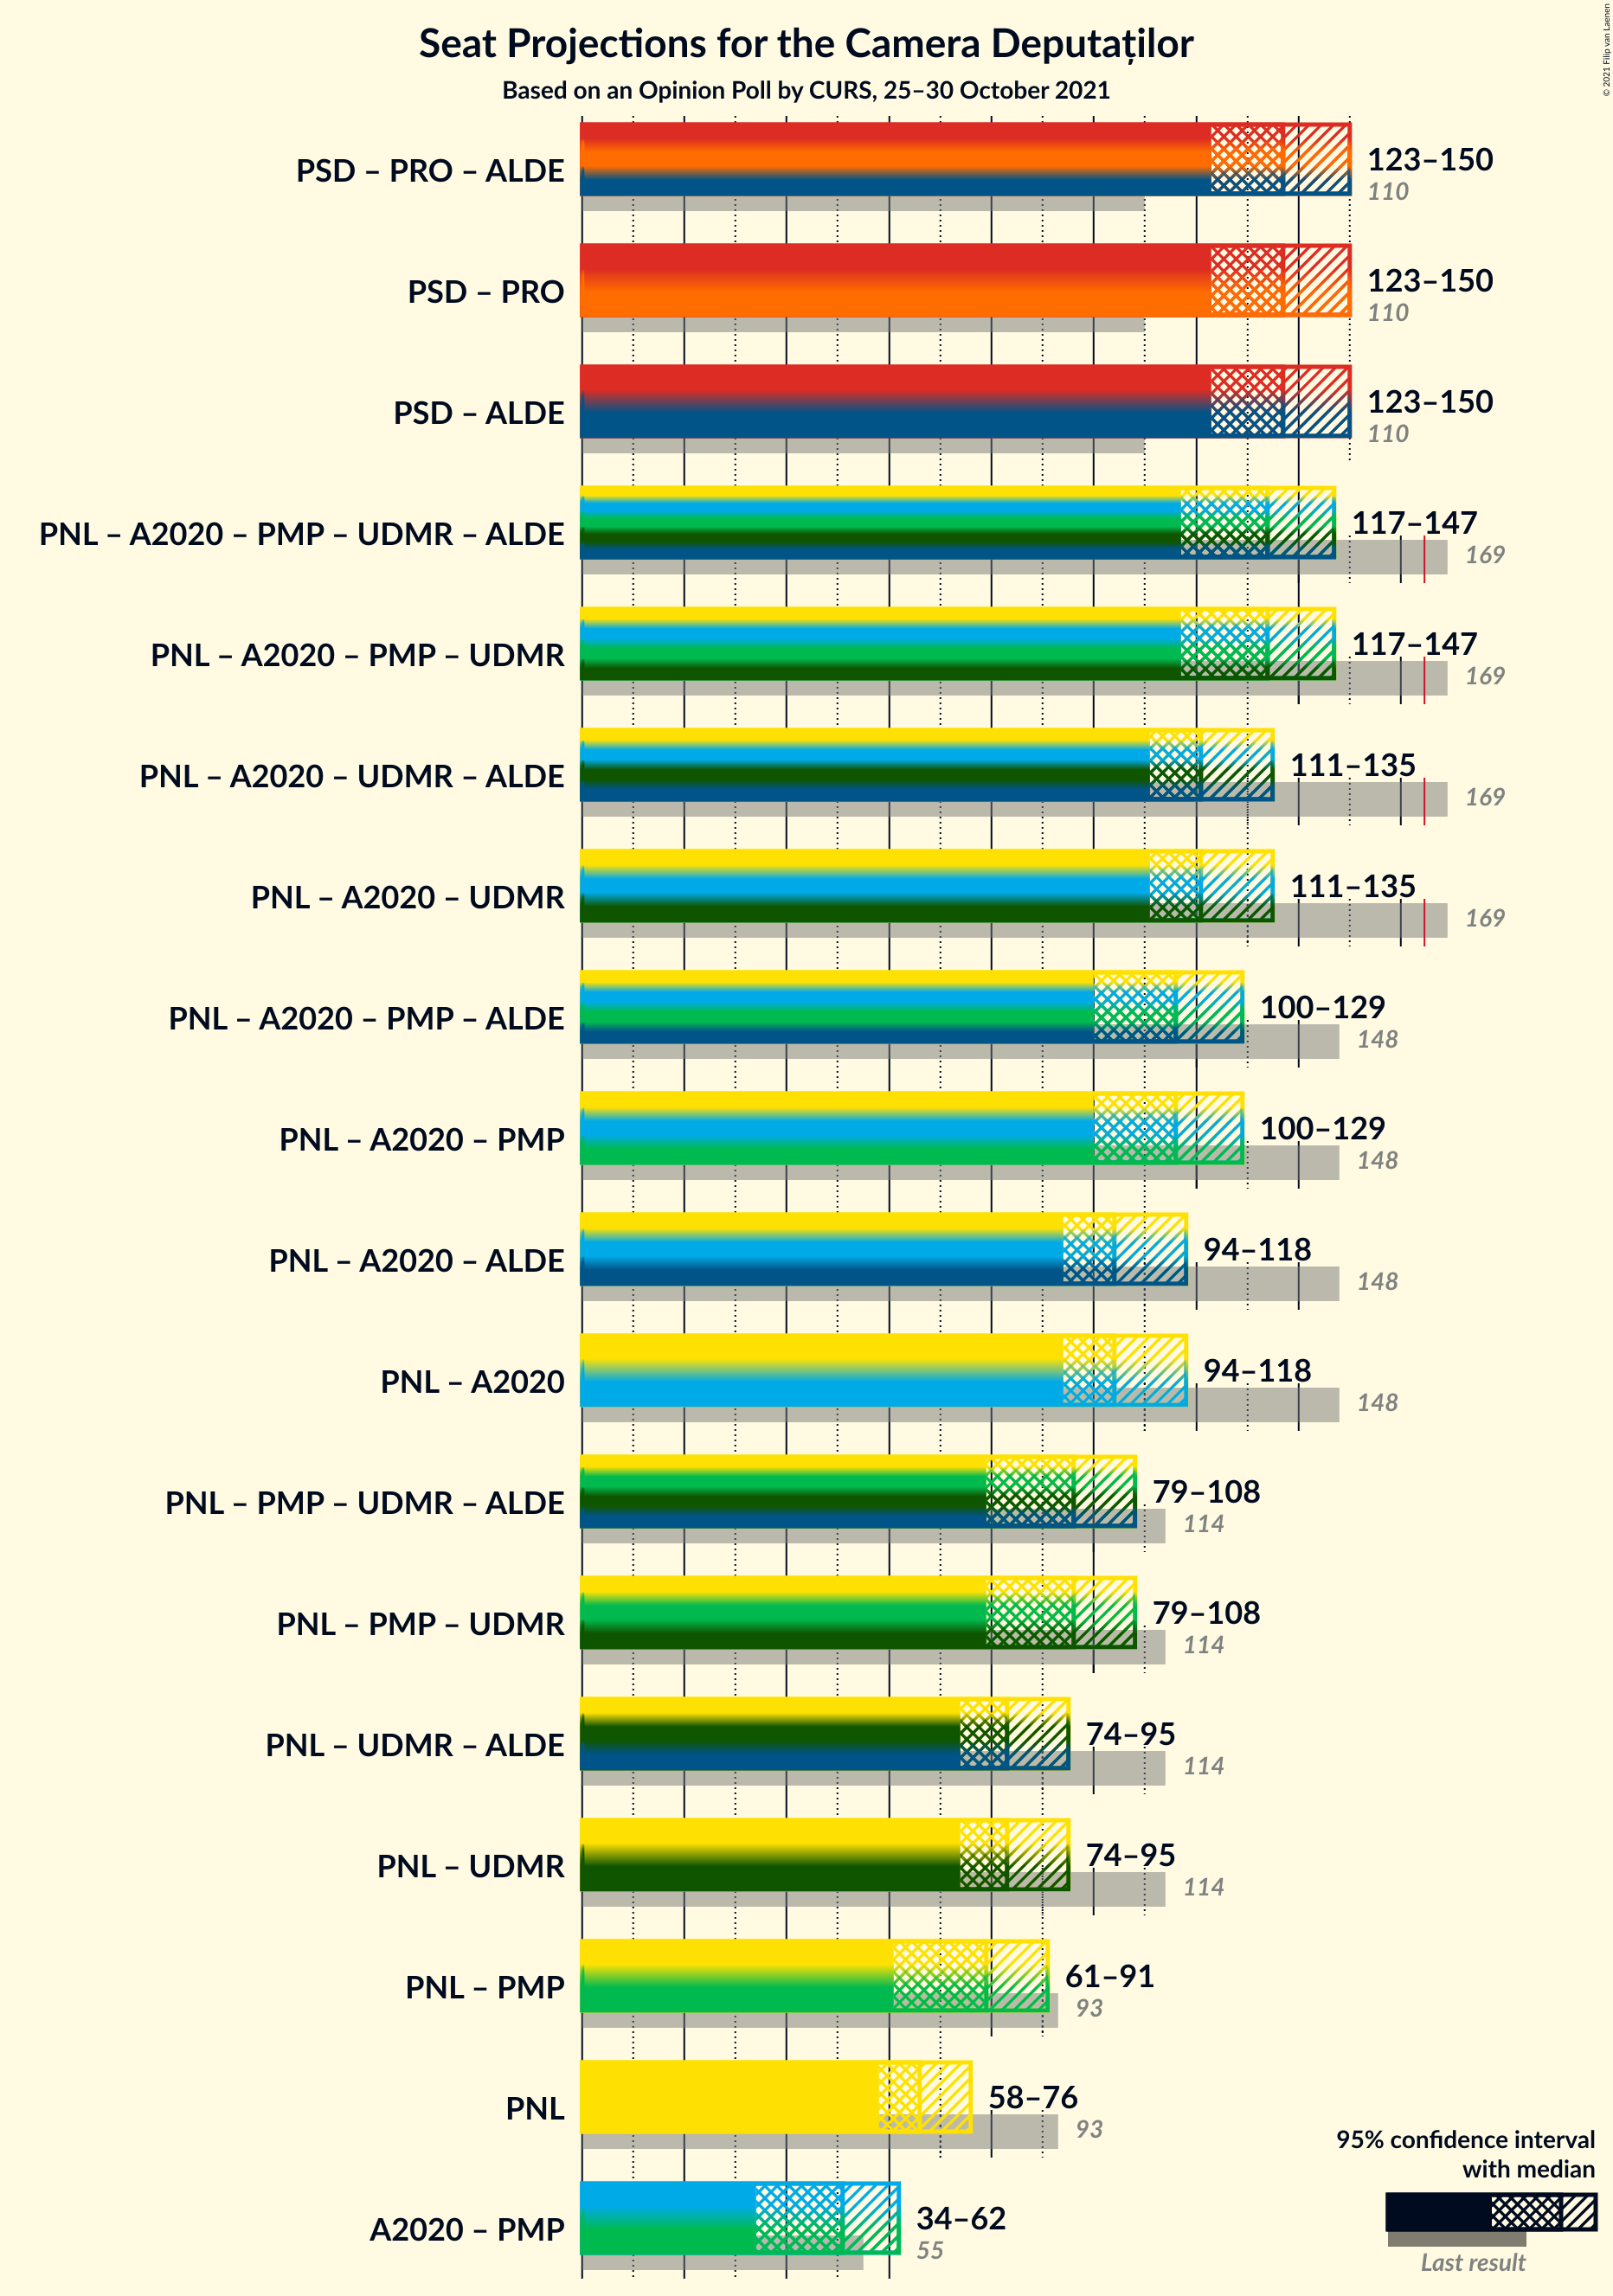 Seat Projections for the Camera Deputaților
Based on an Opinion Poll by CURS, 25–30 October 2021
© 2021 Filip van Laenen
PSD – PRO – ALDE
123–150
110
PSD – PRO
123–150
110
PSD – ALDE
123–150
110
PNL – A2020 – PMP – UDMR – ALDE
117–147
169
PNL – A2020 – PMP – UDMR
117–147
169
PNL – A2020 – UDMR – ALDE
111–135
169
PNL – A2020 – UDMR
111–135
169
PNL – A2020 – PMP – ALDE
100–129
148
PNL – A2020 – PMP
100–129
148
PNL – A2020 – ALDE
94–118
148
PNL – A2020
94–118
148
PNL – PMP – UDMR – ALDE
79–108
114
PNL – PMP – UDMR
79–108
114
PNL – UDMR – ALDE
74–95
114
PNL – UDMR
74–95
114
PNL – PMP
61–91
93
PNL
58–76
93
A2020 – PMP
34–62
55
95% confidence interval
with median
Last result